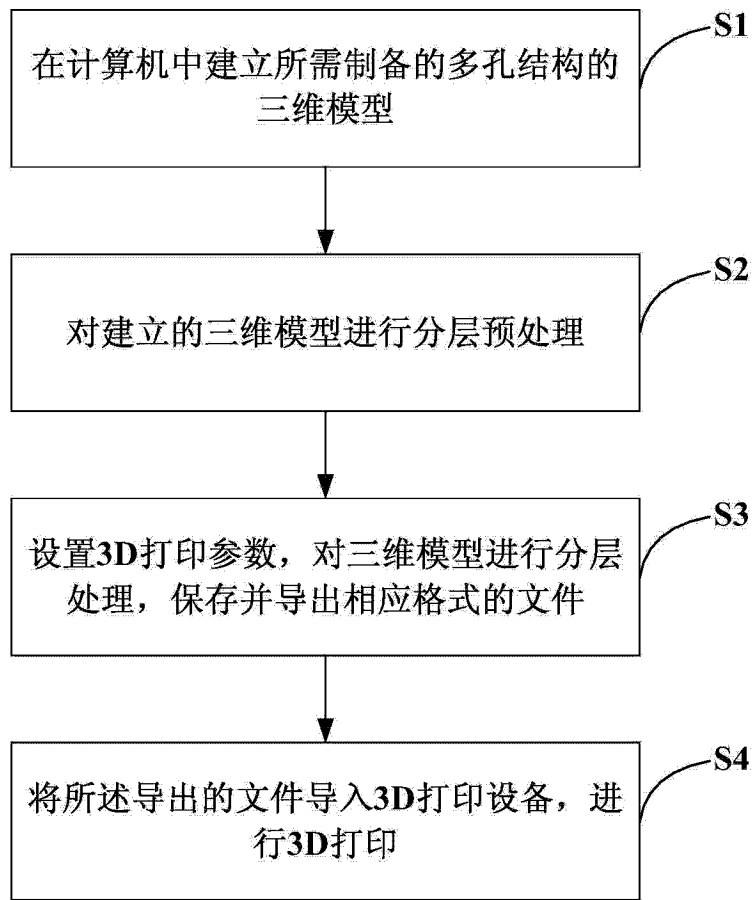 S1
在计算机中建立所需制备的多孔结构的
三维模型
S2
对建立的三维模型进行分层预处理
S3
设置3D打印参数，对三维模型进行分层
处理，保存并导出相应格式的文件
S4
将所述导出的文件导入3D打印设备，进
行3D打印